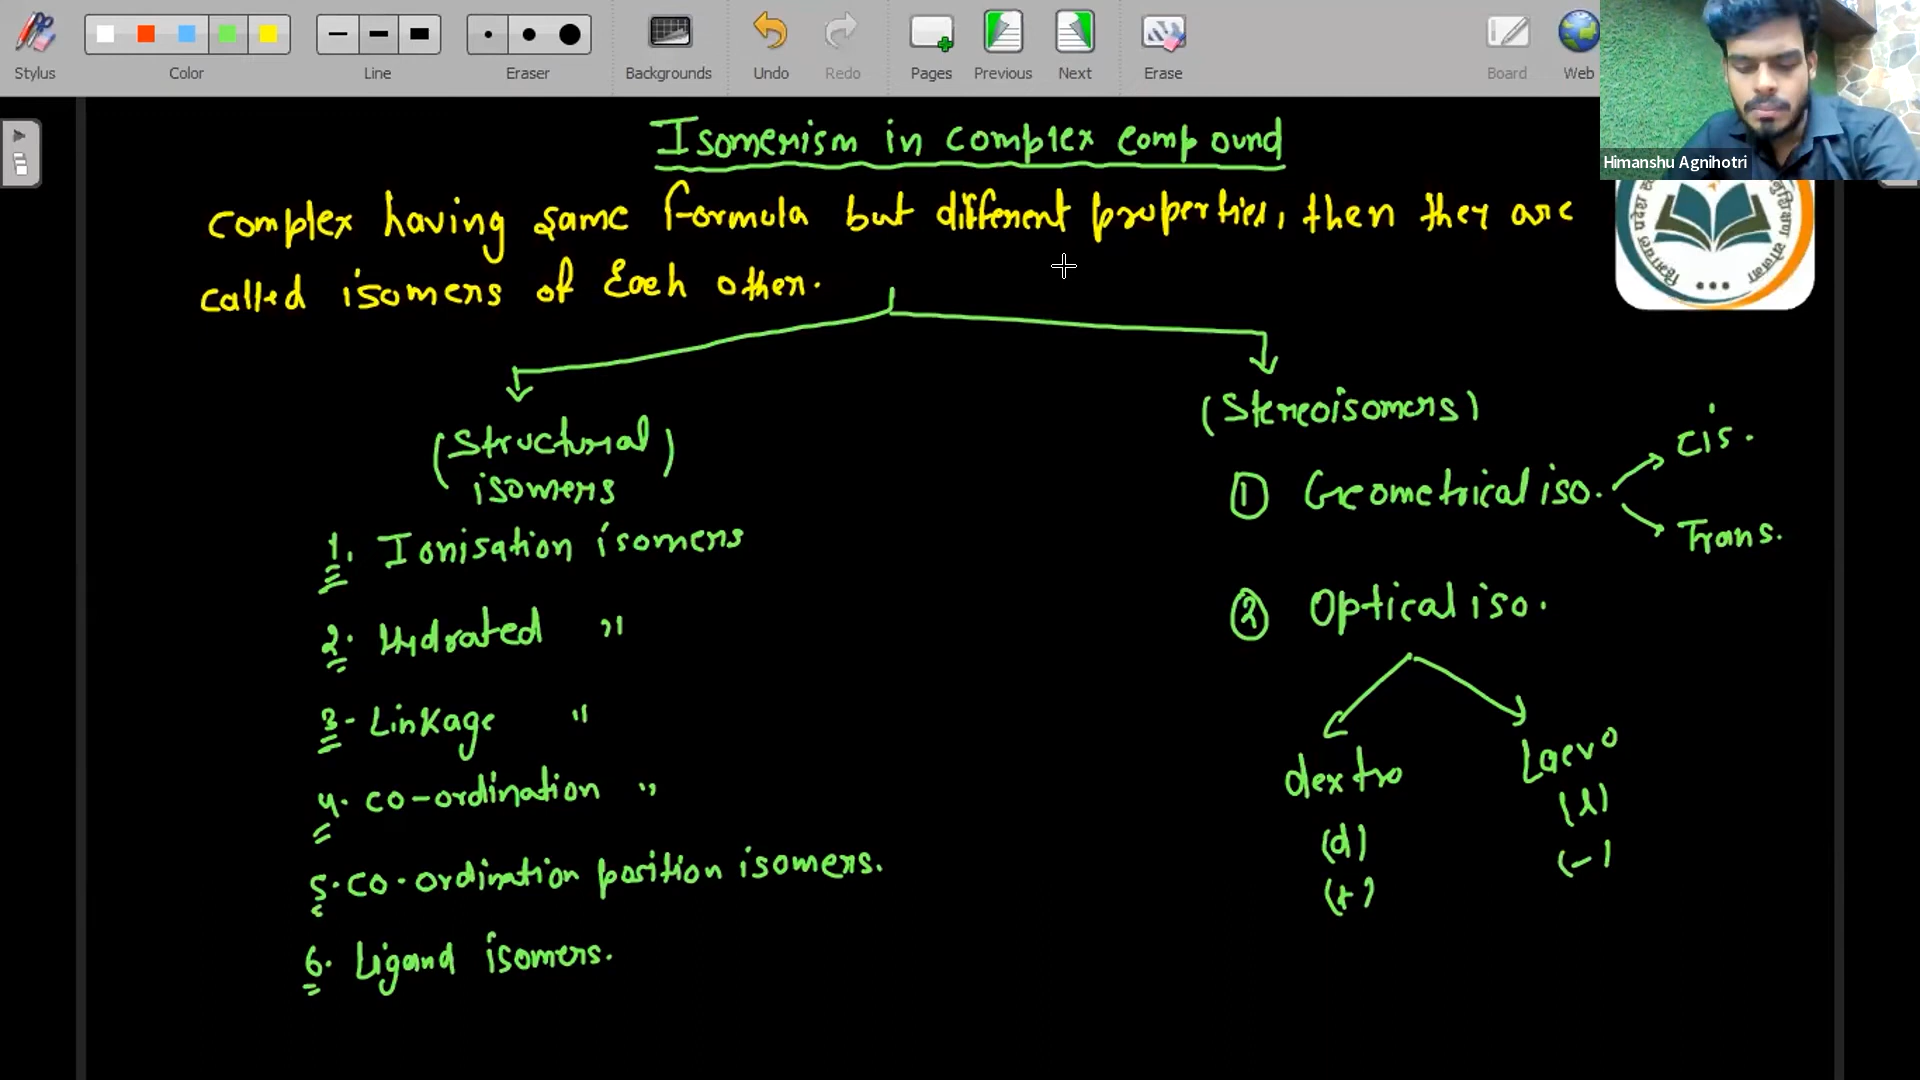 Stylus
Color
Line
Eraser
Backgrounds
Undo
Redo
Pages
Previous
Next
Erase
Board
Web
Himanshu Agnihotri
Isomerism in complex compound
complex having same formula but different properties, then they are
called isomers of Each other.
(Structural)
isomers
1. Ionisation isomers
2. Hydrated "
3- Linkage "
4. co-ordination "
5. co-ordination position isomers.
6. Ligand isomers.
(Stereoisomers)
① Geometrical iso.
cis.
Trans.
② Optical iso.
dextro
(d)
(+)
Laevo
(l)
(-)